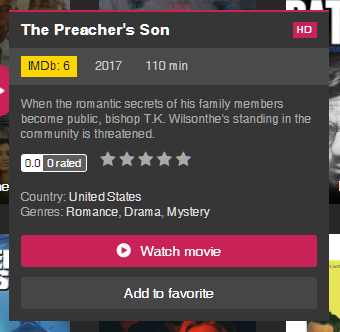 The Preacher's Son
HD
IMDb: 6 2017 110 min
When the romantic secrets of his family members
become public, bishop T.K. Wilsonthe's standing in the
community is threatened.
0.0 0 rated
Country: United States
Genres: Romance, Drama, Mystery
Watch movie
Add to favorite